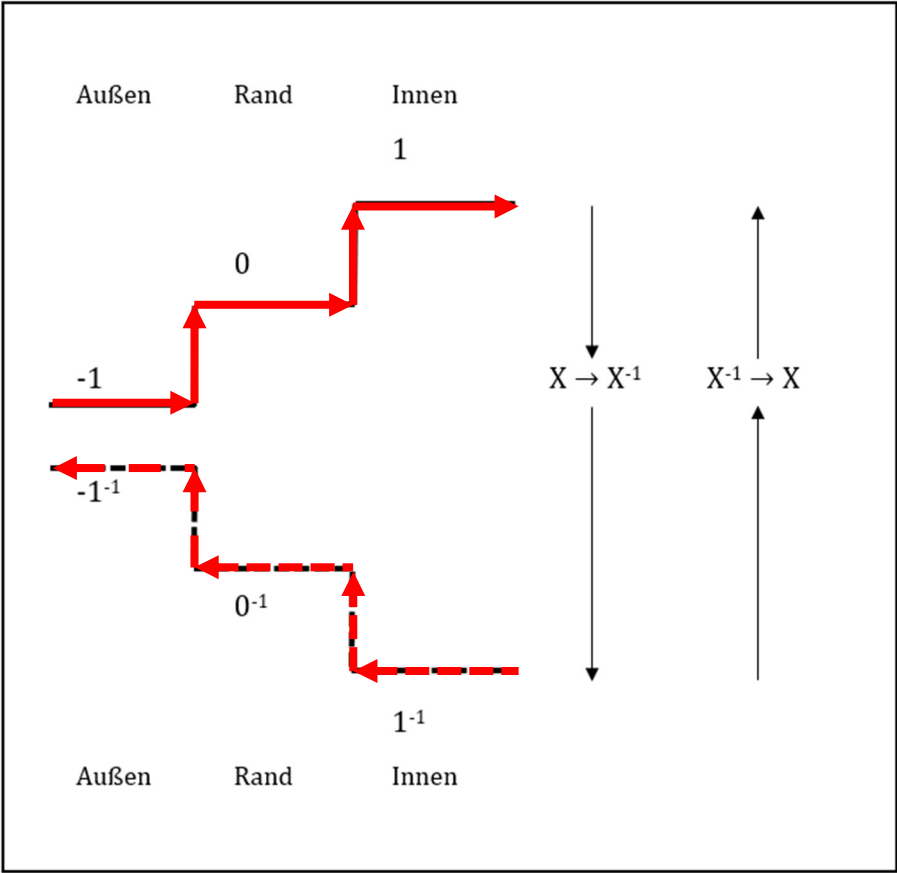 Außen Rand Innen
1
0
-1
X → X⁻¹ X⁻¹ → X
-1⁻¹
0⁻¹
1⁻¹
Außen Rand Innen